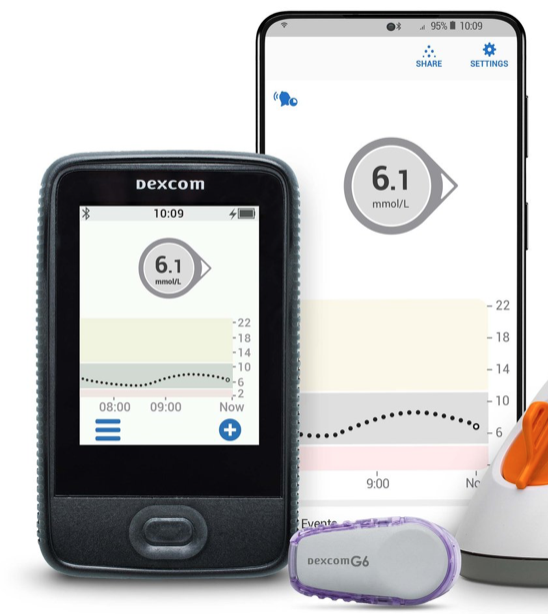 95% 10:09
SHARE SETTINGS
6.1
mmol/L
22
18
14
10
6
9:00
No
Events
Dexcom
10:09
6.1
mmol/L
22
18
14
10
6
2
08:00 09:00 Now
Dexcom G6